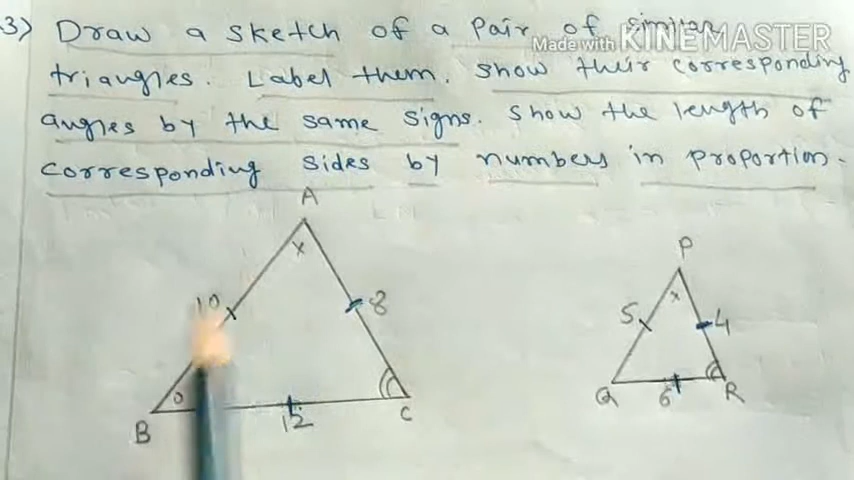 3) Draw a sketch of a pair of similar
Made with KINEMASTER
triangles. Label them. Show their corresponding
angles by the same signs. Show the length of
corresponding sides by numbers in proportion.
A
x
10
8
o
B
12
C
P
x
5
4
Q
6
R